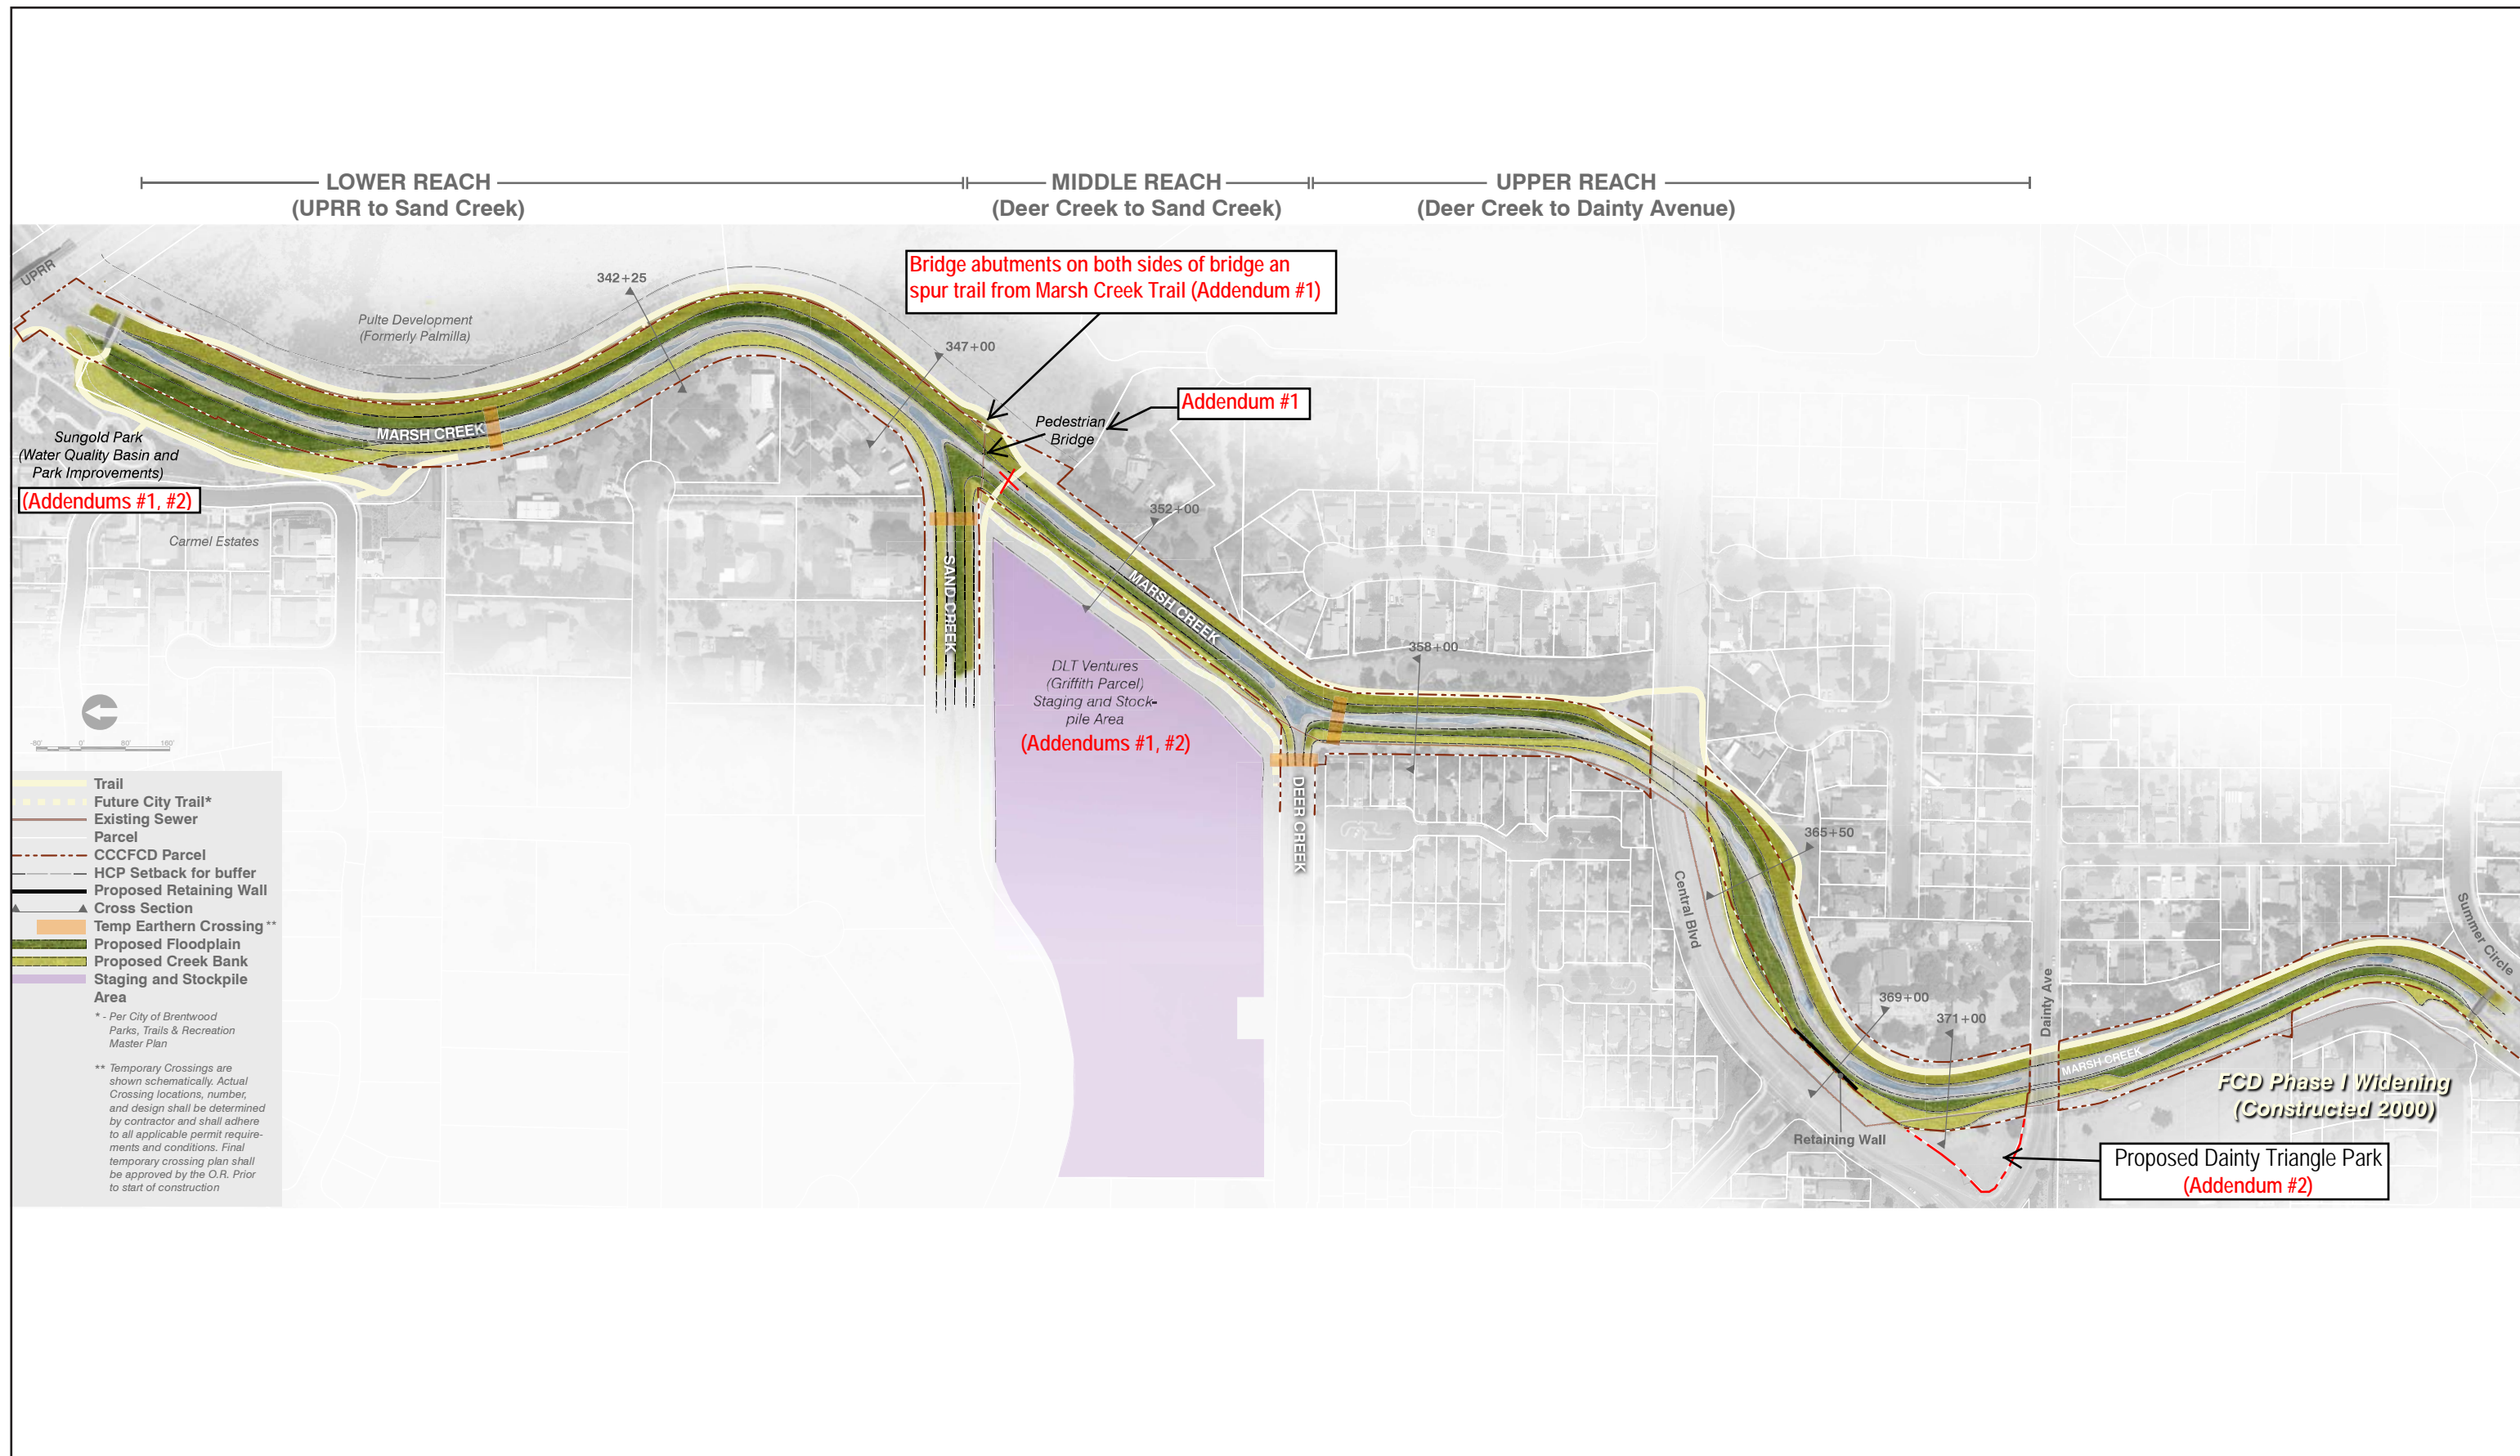 LOWER REACH
(UPRR to Sand Creek)
MIDDLE REACH
(Deer Creek to Sand Creek)
UPPER REACH
(Deer Creek to Dainty Avenue)
UPRR
342+25
Pulte Development
(Formerly Palmilla)
Bridge abutments on both sides of bridge an
spur trail from Marsh Creek Trail (Addendum #1)
347+00
Addendum #1
Pedestrian
Bridge
MARSH CREEK
Sungold Park
(Water Quality Basin and
Park Improvements)
(Addendums #1, #2)
Carmel Estates
352+00
SAND CREEK
MARSH CREEK
358+00
DLT Ventures
(Griffith Parcel)
Staging and Stock-
pile Area
(Addendums #1, #2)
DEER CREEK
365+50
Central Blvd
369+00
371+00
Dainty Ave
Summer Circle
MARSH CREEK
FCD Phase I Widening
(Constructed 2000)
Retaining Wall
Proposed Dainty Triangle Park
(Addendum #2)
-80' 0' 80' 160'
Trail
Future City Trail*
Existing Sewer
Parcel
CCCFCD Parcel
HCP Setback for buffer
Proposed Retaining Wall
Cross Section
Temp Earthern Crossing**
Proposed Floodplain
Proposed Creek Bank
Staging and Stockpile
Area
* - Per City of Brentwood
Parks, Trails & Recreation
Master Plan
** Temporary Crossings are
shown schematically. Actual
Crossing locations, number,
and design shall be determined
by contractor and shall adhere
to all applicable permit require-
ments and conditions. Final
temporary crossing plan shall
be approved by the O.R. Prior
to start of construction